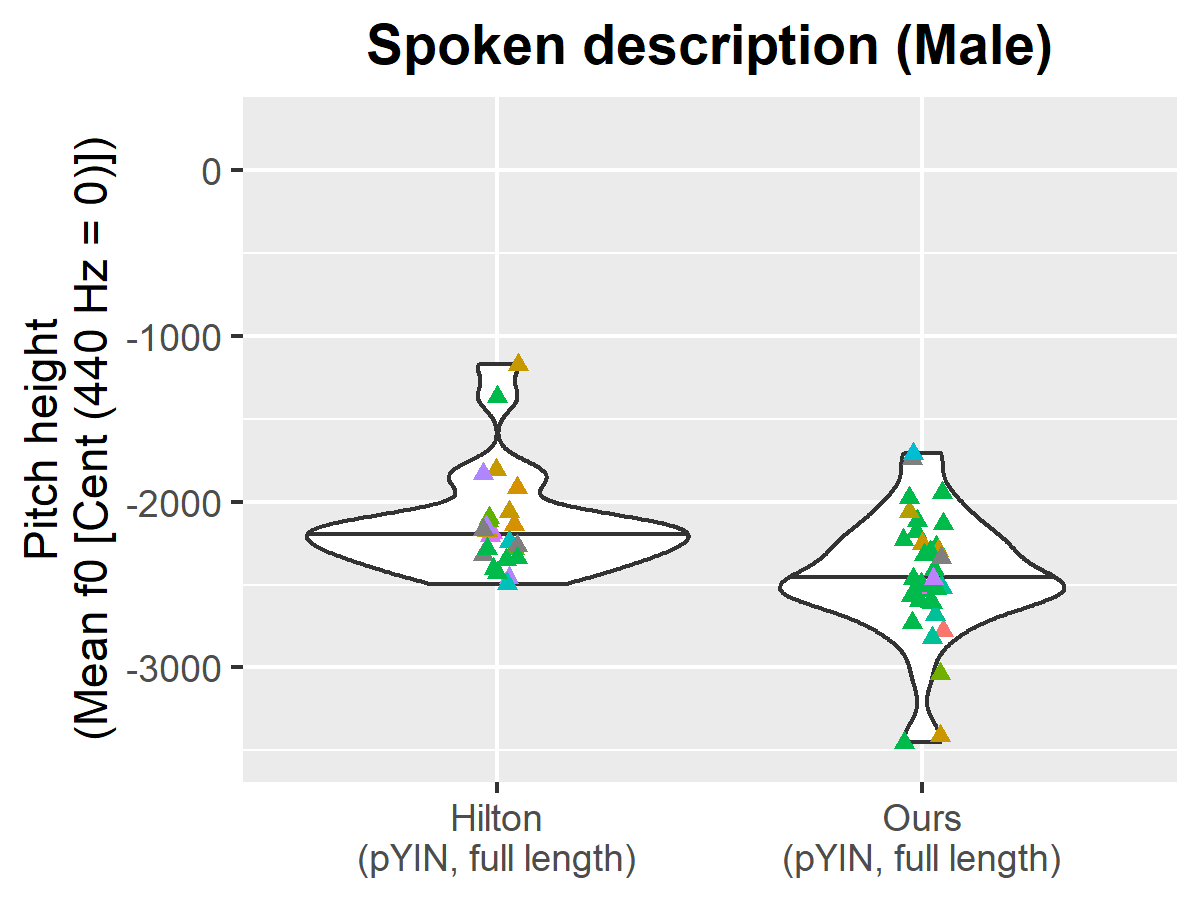 Spoken description (Male)
Pitch height
(Mean f0 [Cent (440 Hz = 0)])
0
-1000
-2000
-3000
Hilton
(pYIN, full length)
Ours
(pYIN, full length)